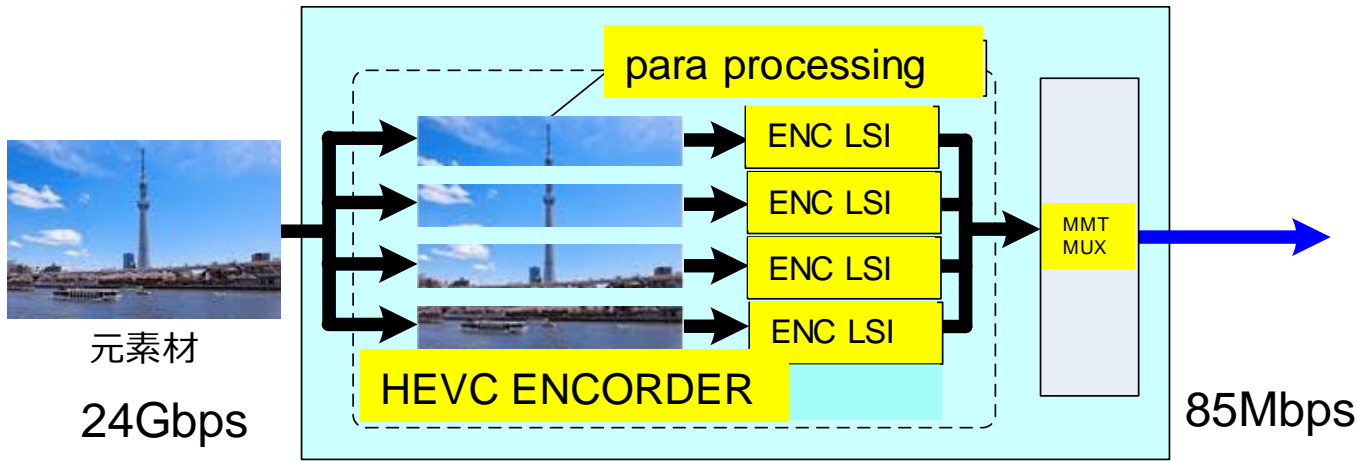 para processing
ENC LSI
ENC LSI
ENC LSI
ENC LSI
MMT
MUX
元素材
HEVC ENCORDER
24Gbps
85Mbps